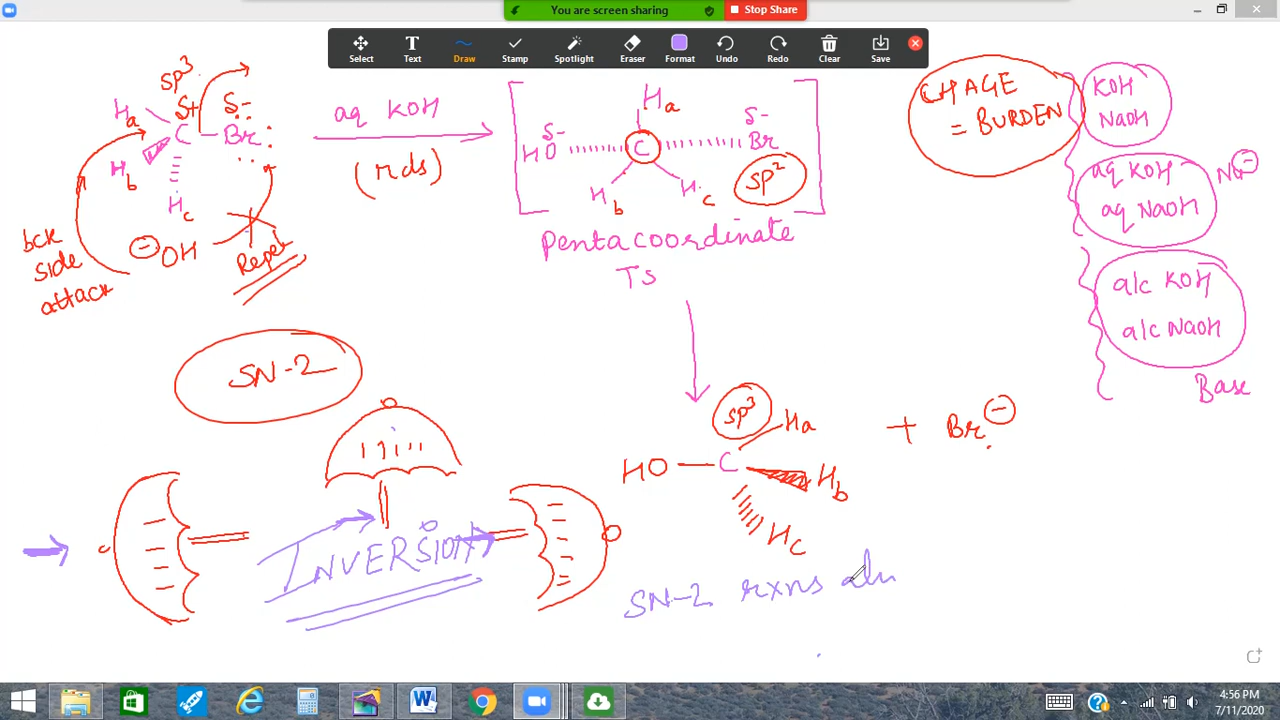 You are screen sharing
Stop Share
Select
Text
Draw
Stamp
Spotlight
Eraser
Format
Undo
Redo
Clear
Save
sp³
Ha
δ+
δ-
C
Br
Hb
Hc
⊖OH
Repel
bck
side
attack
aq KOH
(rds)
Ha
δ-
HO
C
δ-
Br
Hb
Hc
sp²
Pentacoordinate
Ts
CHAGE
= BURDEN
KOH
NaOH
aq KOH
aq NaOH
Nu⊖
alc KOH
alc NaOH
Base
SN-2
sp³
Ha
HO — C
Hb
Hc
+ Br⊖
INVERSION
SN-2 rxns
4:56 PM
7/11/2020